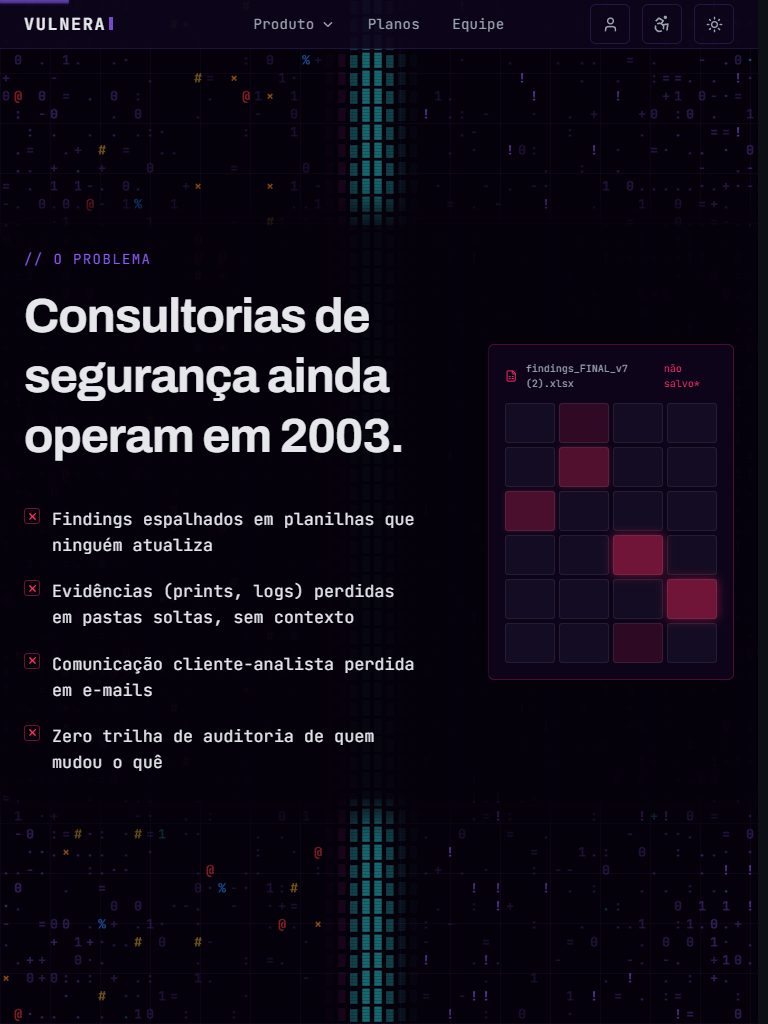 VULNERA
Produto
Planos
Equipe
// O PROBLEMA
Consultorias de
segurança ainda
operam em 2003.
Findings espalhados em planilhas que
ninguém atualiza
Evidências (prints, logs) perdidas
em pastas soltas, sem contexto
Comunicação cliente-analista perdida
em e-mails
Zero trilha de auditoria de quem
mudou o quê
findings_FINAL_v7
(2).xlsx
não
salvo*